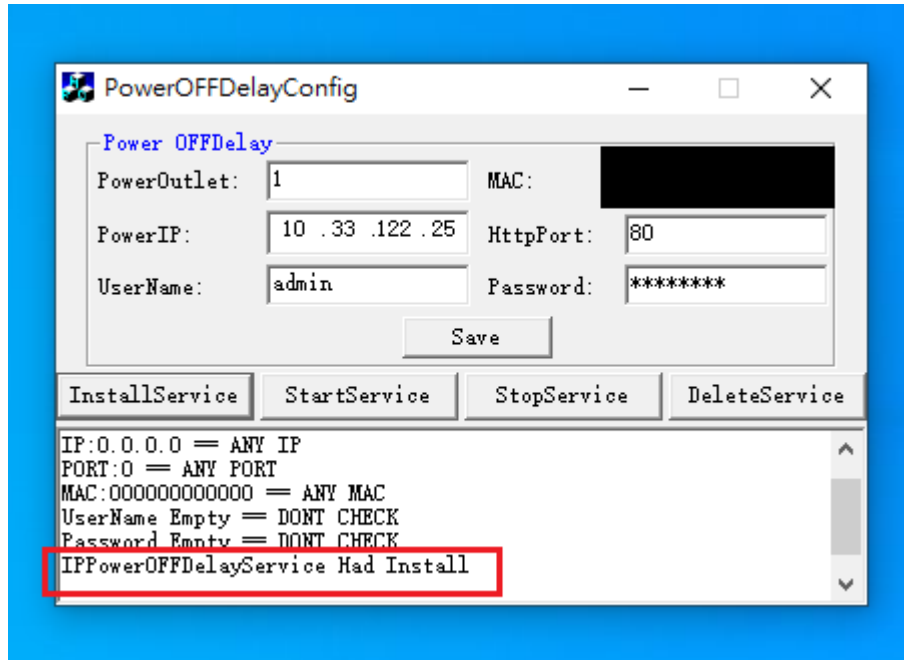 PowerOFFDelayConfig
Power OFFDelay
PowerOutlet: 1 MAC:
PowerIP: 10 .33 .122 .25 HttpPort: 80
UserName: admin Password: ********
Save
InstallService StartService StopService DeleteService
IP:0.0.0.0 == ANY IP
PORT:0 == ANY PORT
MAC:000000000000 == ANY MAC
UserName Empty == DONT CHECK
Password Empty == DONT CHECK
IPPowerOFFDelayService Had Install